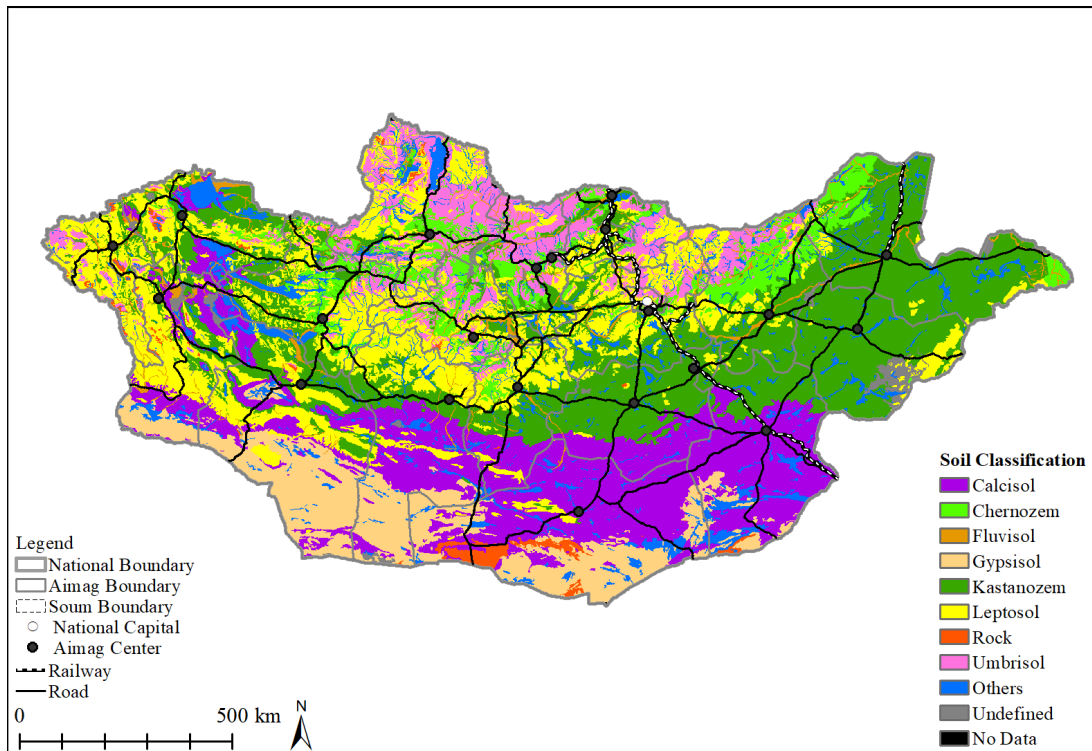 Legend
National Boundary
Aimag Boundary
Soum Boundary
National Capital
Aimag Center
Railway
Road
0 500 km
N
Soil Classification
Calcisol
Chernozem
Fluvisol
Gypsisol
Kastanozem
Leptosol
Rock
Umbrisol
Others
Undefined
No Data